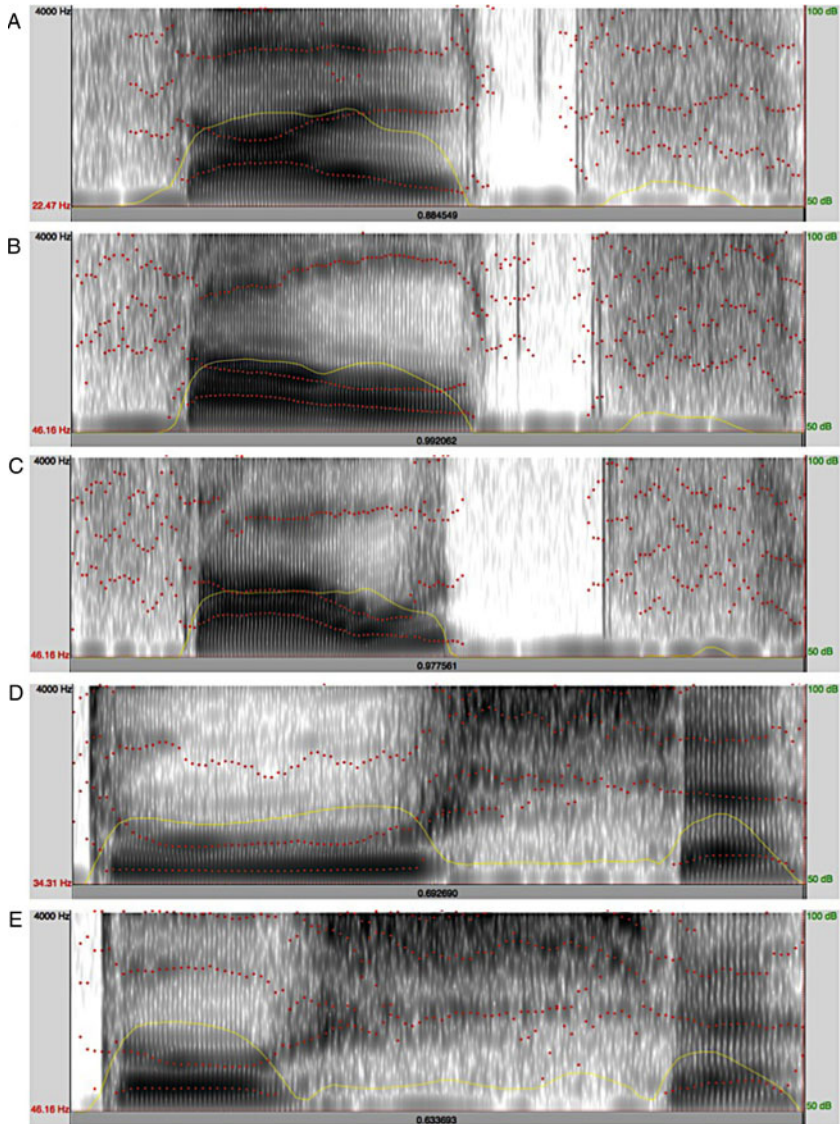 A
4000 Hz
100 dB
22.47 Hz
50 dB
0.884549
B
4000 Hz
100 dB
46.16 Hz
50 dB
0.992062
C
4000 Hz
100 dB
46.16 Hz
50 dB
0.977561
D
4000 Hz
100 dB
34.31 Hz
50 dB
0.692690
E
4000 Hz
100 dB
46.16 Hz
50 dB
0.633693